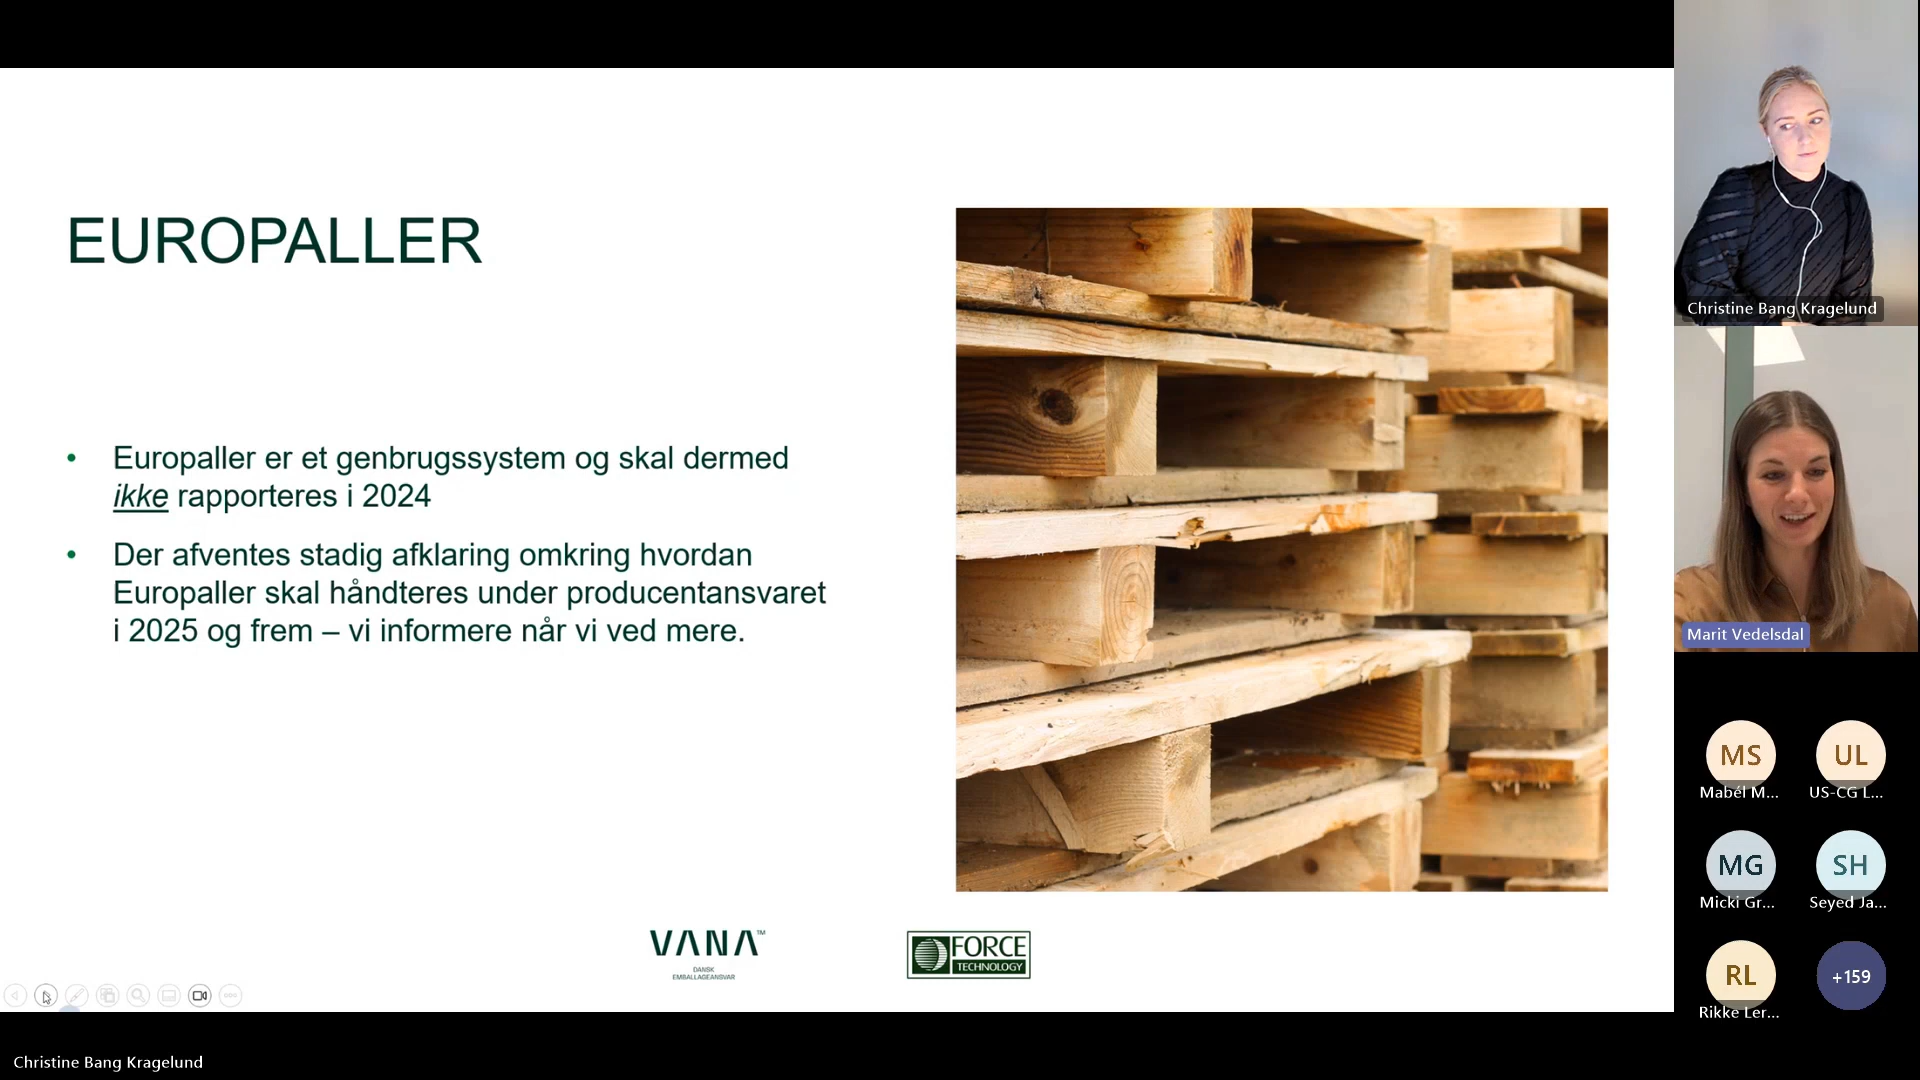 EUROPALLER
• Europaller er et genbrugssystem og skal dermed
ikke rapporteres i 2024
• Der afventes stadig afklaring omkring hvordan
Europaller skal håndteres under producentansvaret
i 2025 og frem – vi informere når vi ved mere.
VANA™
DANSK
EMBALLAGEANSVAR
FORCE
TECHNOLOGY
Christine Bang Kragelund
Christine Bang Kragelund
Marit Vedelsdal
MS
Mabél M...
UL
US-CG L...
MG
Micki Gr...
SH
Seyed Ja...
RL
Rikke Ler...
+159